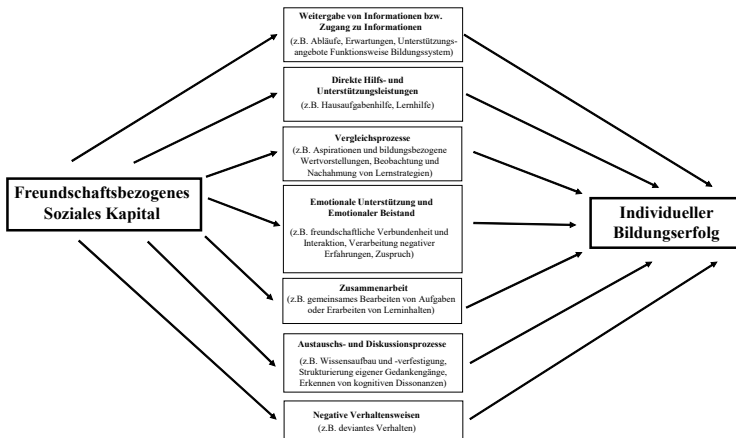 Weitergabe von Informationen bzw.
Zugang zu Informationen
(z.B. Abläufe, Erwartungen, Unterstützungs-
angebote Funktionsweise Bildungssystem)
Direkte Hilfs- und
Unterstützungsleistungen
(z.B. Hausaufgabenhilfe, Lernhilfe)
Vergleichsprozesse
(z.B. Aspirationen und bildungsbezogene
Wertvorstellungen, Beobachtung und
Nachahmung von Lernstrategien)
Freundschaftsbezogenes
Soziales Kapital
Emotionale Unterstützung und
Emotionaler Beistand
(z.B. freundschaftliche Verbundenheit und
Interaktion, Verarbeitung negativer
Erfahrungen, Zuspruch)
Individueller
Bildungserfolg
Zusammenarbeit
(z.B. gemeinsames Bearbeiten von Aufgaben
oder Erarbeiten von Lerninhalten)
Austauschs- und Diskussionsprozesse
(z.B. Wissensaufbau und -verfestigung,
Strukturierung eigener Gedankengänge,
Erkennen von kognitiven Dissonanzen)
Negative Verhaltensweisen
(z.B. deviantes Verhalten)